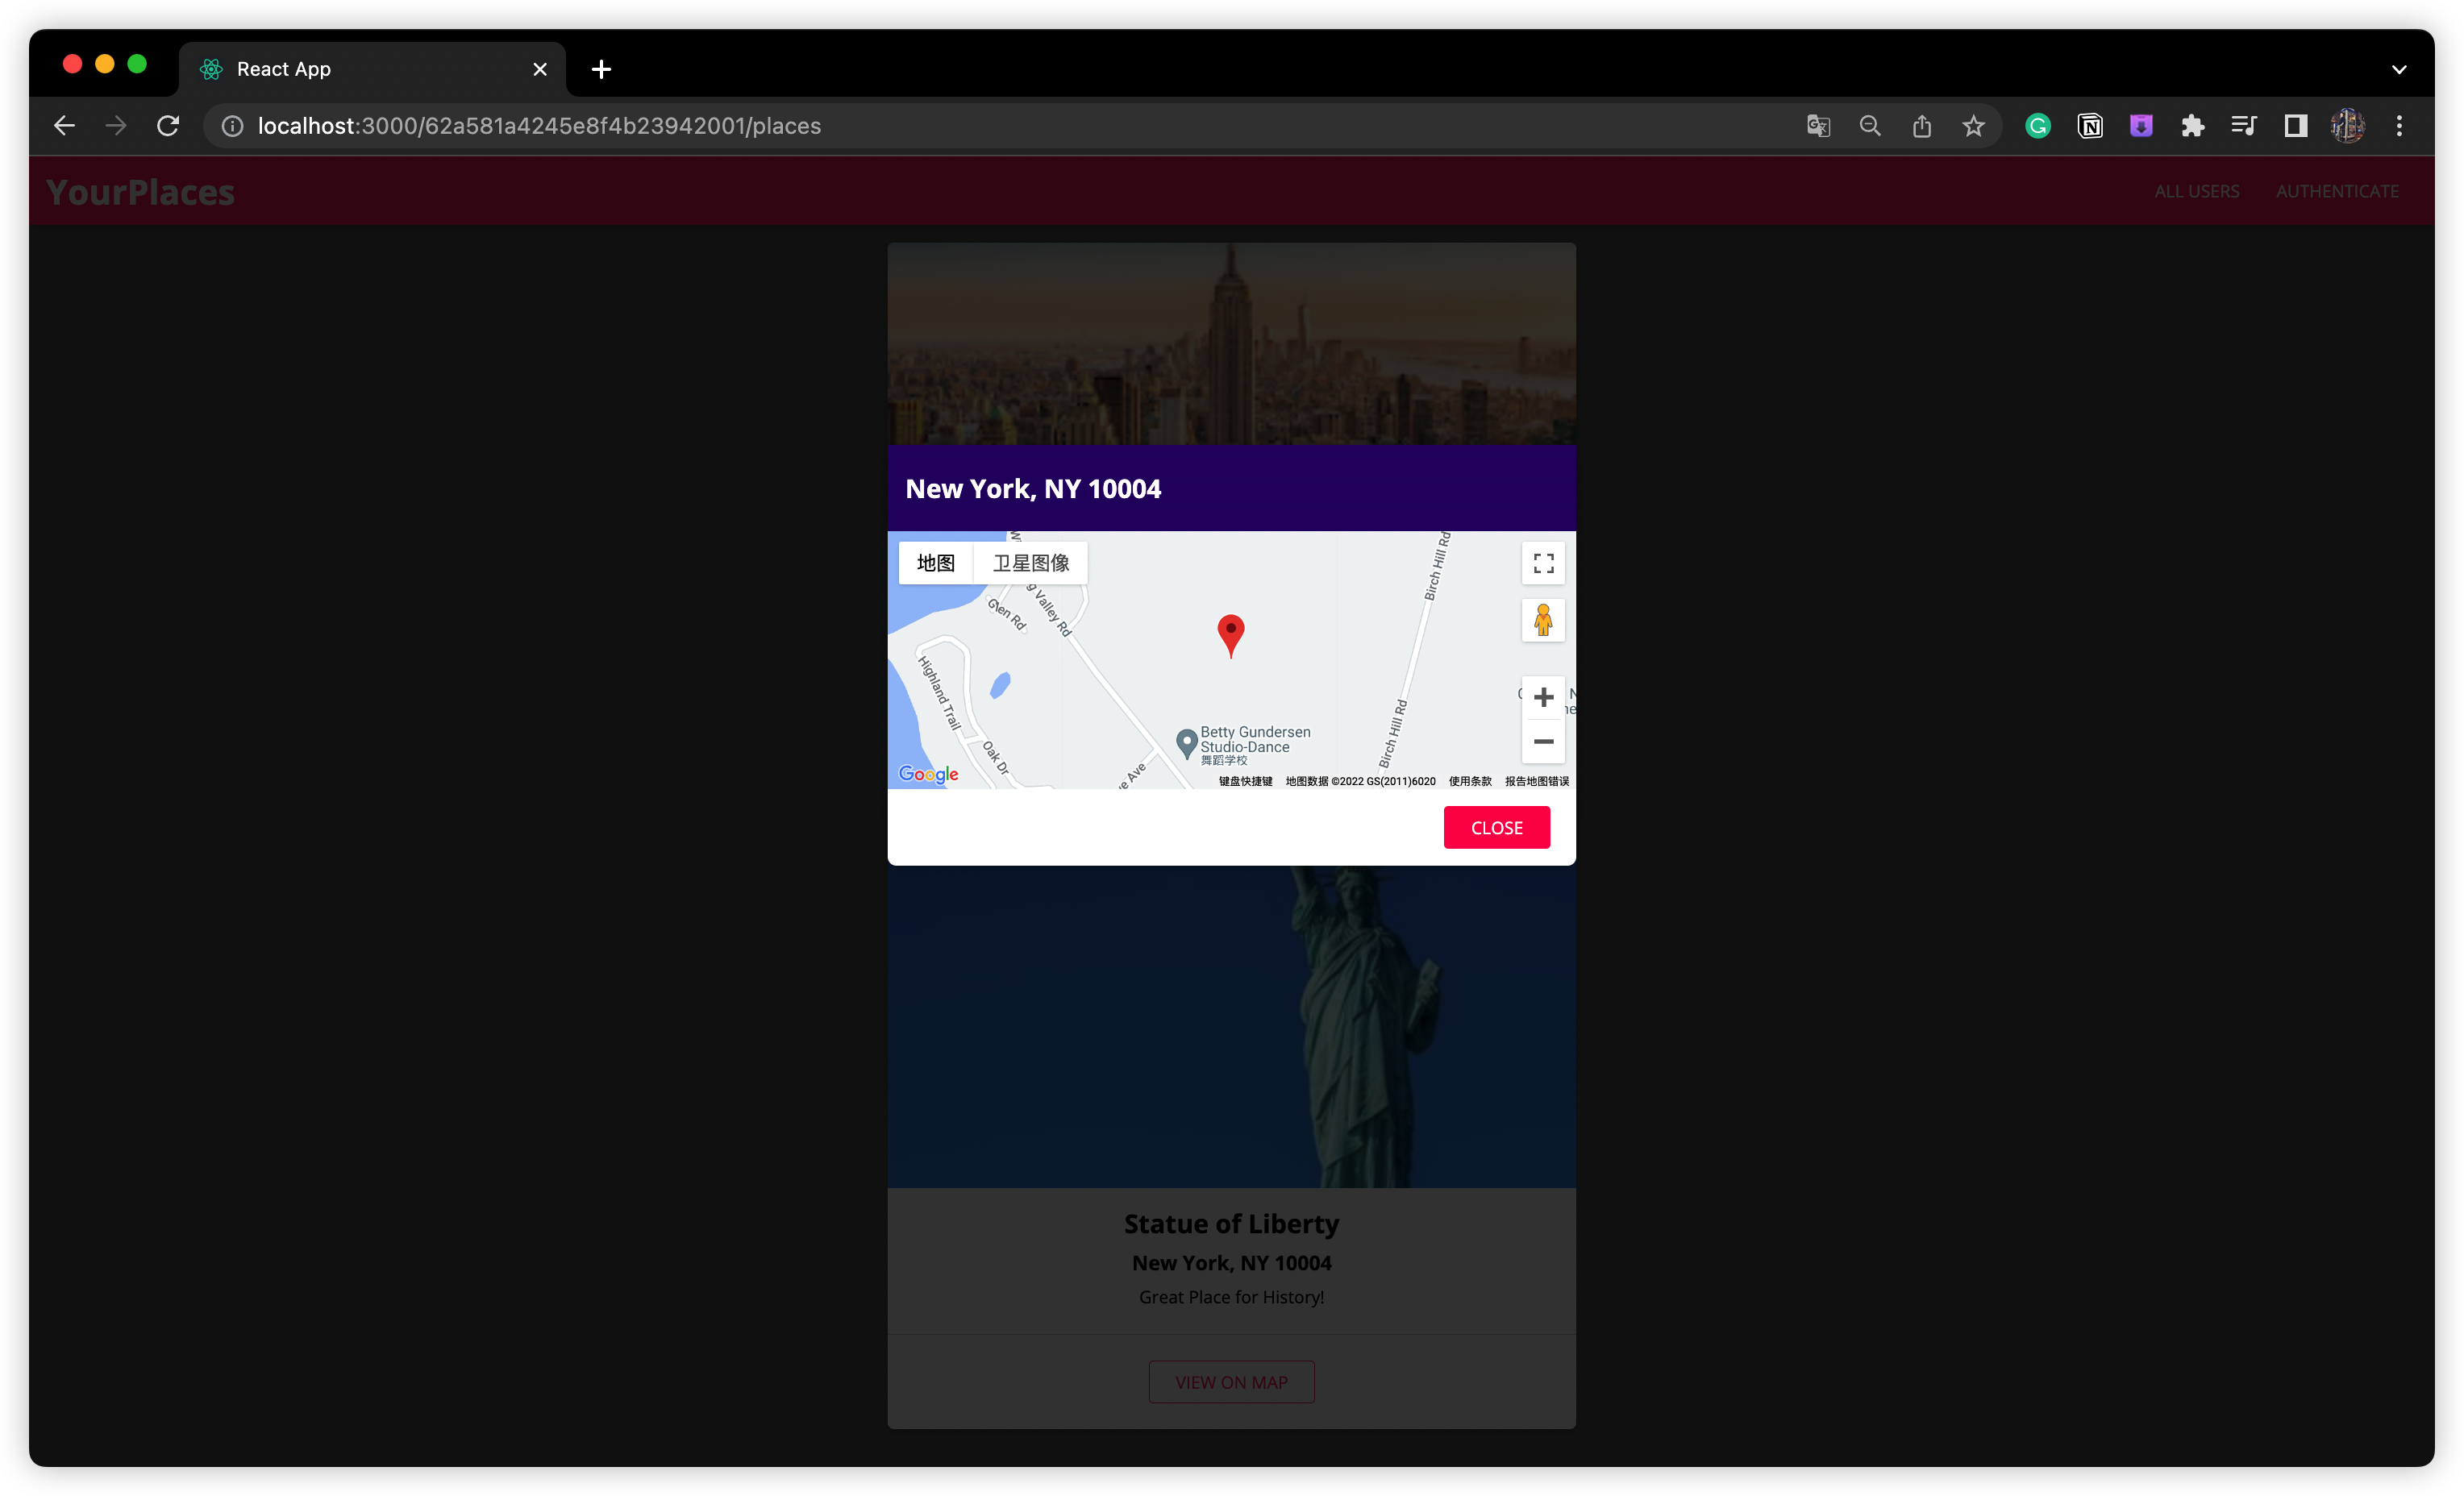 React App
localhost:3000/62a581a4245e8f4b23942001/places
YourPlaces
ALL USERS
AUTHENTICATE
New York, NY 10004
地图
卫星图像
Glen Rd
g Valley Rd
Birch Hill Rd
Highland Trail
Oak Dr
Birch Hill Rd
Betty Gundersen
Studio-Dance
舞蹈学校
ve Ave
Google
键盘快捷键
地图数据 ©2022 GS(2011)6020
使用条款
报告地图错误
CLOSE
Statue of Liberty
New York, NY 10004
Great Place for History!
VIEW ON MAP